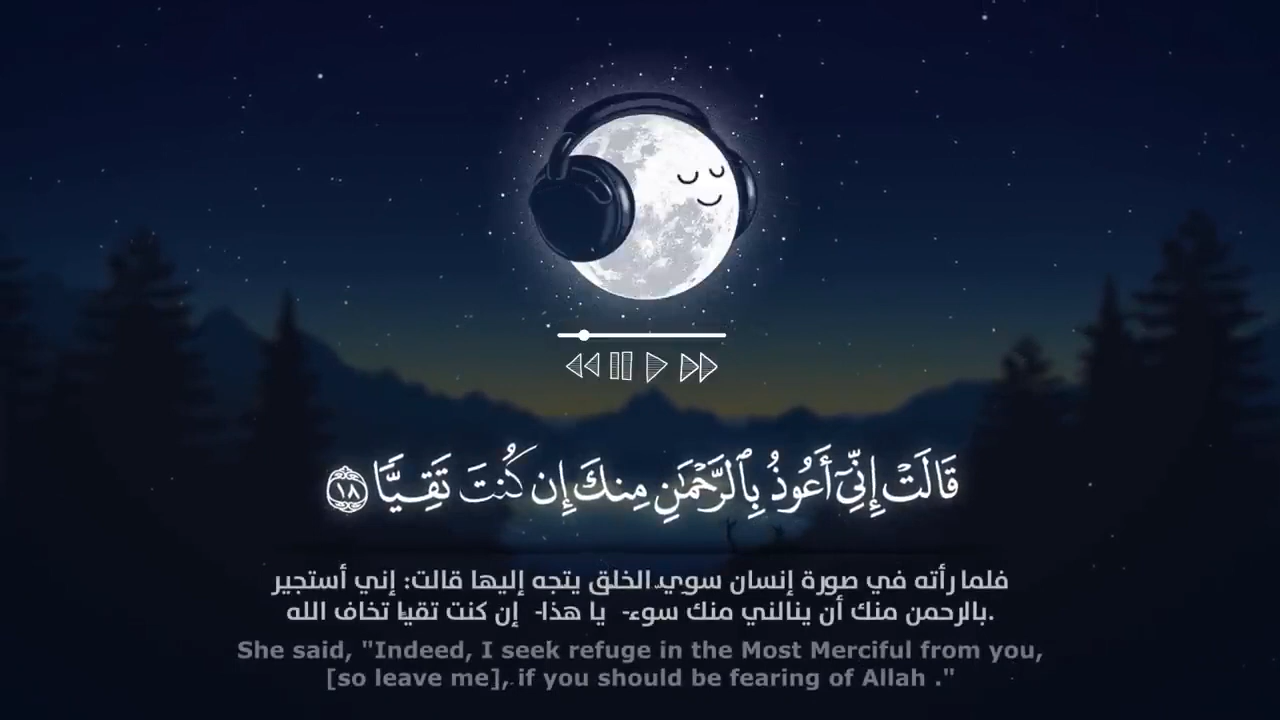 قَالَتْ إِنِّىٓ أَعُوذُ بِٱلرَّحْمَـٰنِ مِنكَ إِن كُنتَ تَقِيًّا ١٨
فلما رأته في صورة إنسان سوي الخلق يتجه إليها قالت: إني أستجير
بالرحمن منك أن ينالني منك سوء- يا هذا- إن كنت تقيا تخاف الله.
She said, "Indeed, I seek refuge in the Most Merciful from you,
[so leave me], if you should be fearing of Allah ."